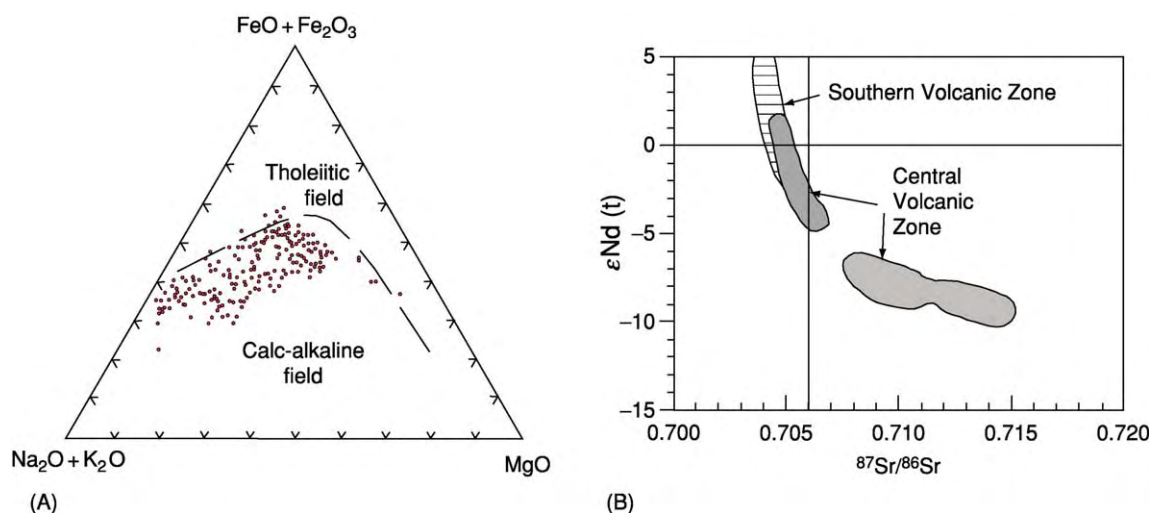 FeO + Fe₂O₃
Tholeiitic
field
Calc-alkaline
field
Na₂O + K₂O
MgO
(A)
5
0
−5
−10
−15
εNd (t)
Southern Volcanic Zone
Central
Volcanic
Zone
0.700
0.705
0.710
0.715
0.720
⁸⁷Sr/⁸⁶Sr
(B)